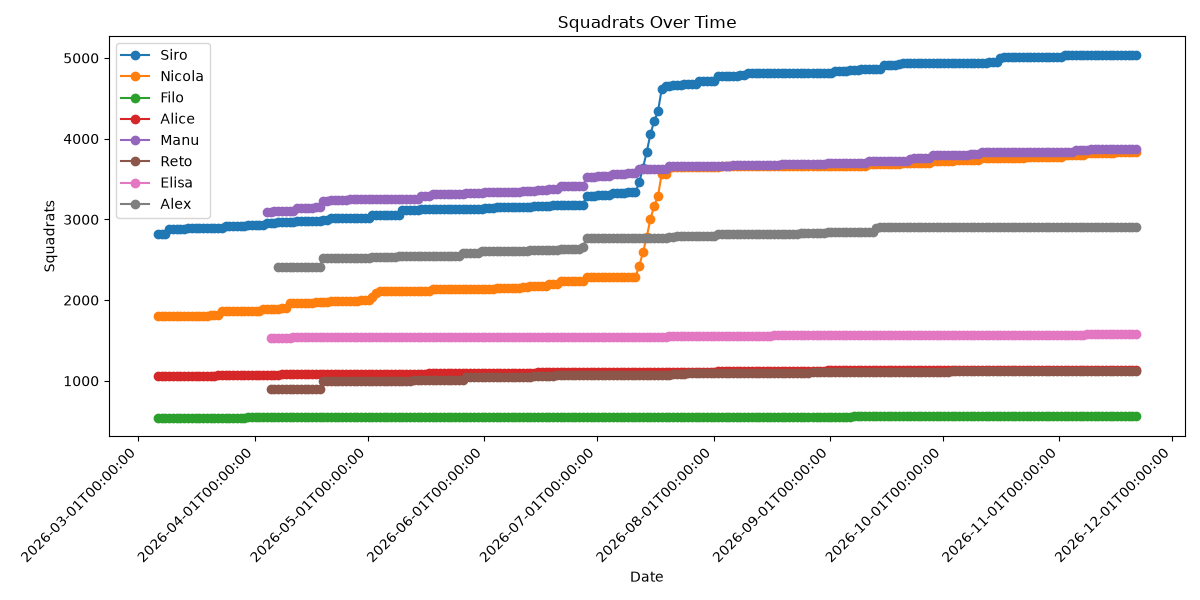 Squadrats Over Time
Siro
Nicola
Filo
Alice
Manu
Reto
Elisa
Alex
Squadrats
5000
4000
3000
2000
1000
2026-03-01T00:00:00
2026-04-01T00:00:00
2026-05-01T00:00:00
2026-06-01T00:00:00
2026-07-01T00:00:00
2026-08-01T00:00:00
2026-09-01T00:00:00
2026-10-01T00:00:00
2026-11-01T00:00:00
2026-12-01T00:00:00
Date